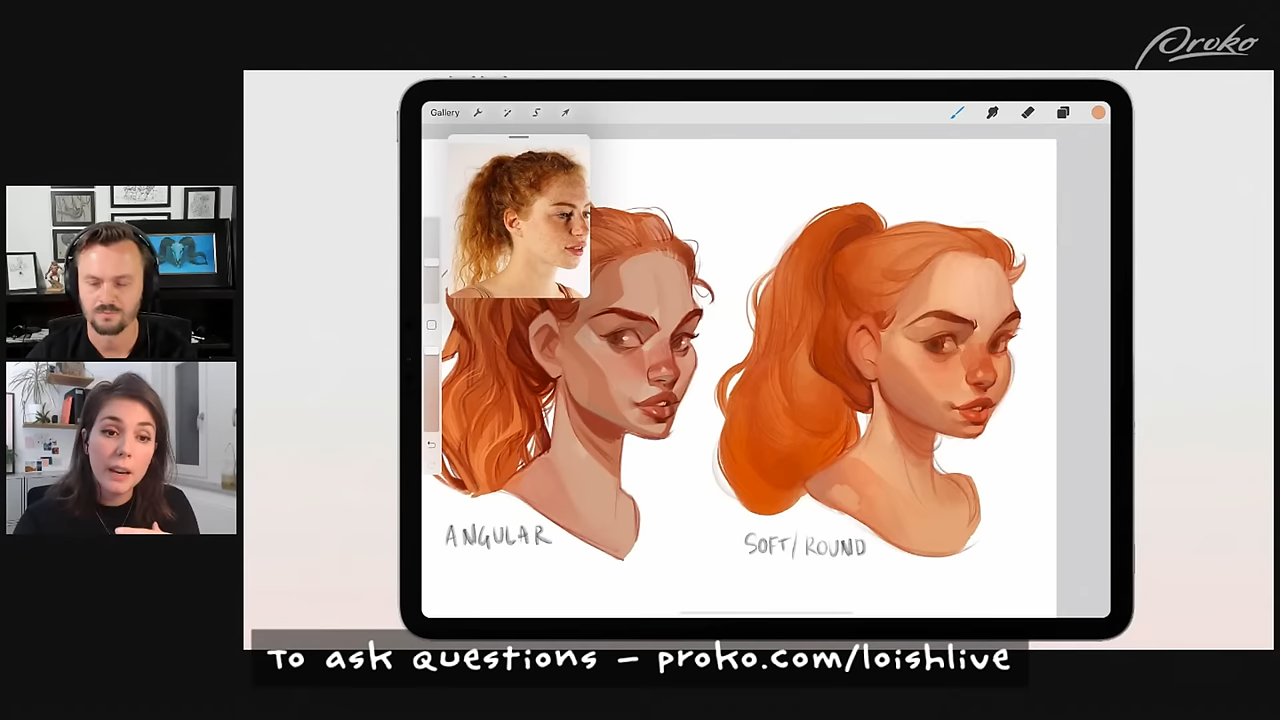 Proko
Gallery
ANGULAR
SOFT/ROUND
To ask questions – proko.com/loishlive